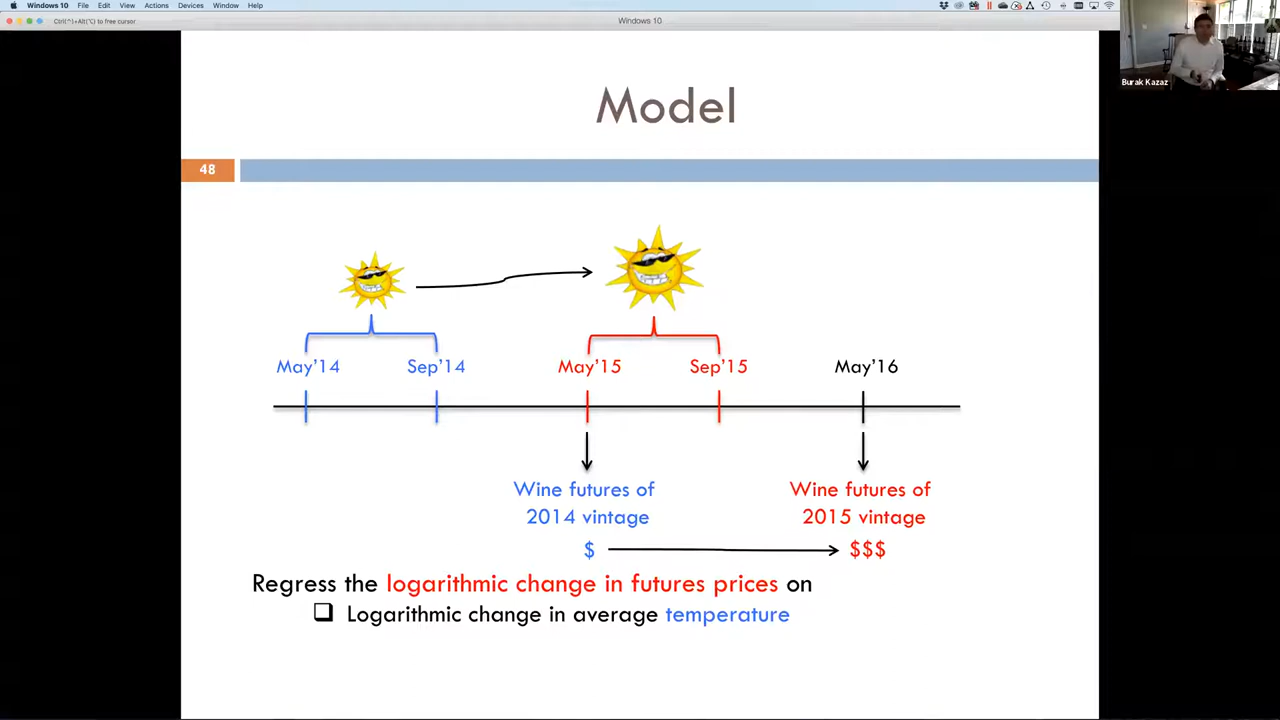 Windows 10 File Edit View Actions Devices Window Help
Ctrl(^)+Alt(⌥) to free cursor
Windows 10
Burak Kazaz
Model
48
May'14 Sep'14 May'15 Sep'15 May'16
Wine futures of Wine futures of
2014 vintage 2015 vintage
$ $$$
Regress the logarithmic change in futures prices on
❑ Logarithmic change in average temperature